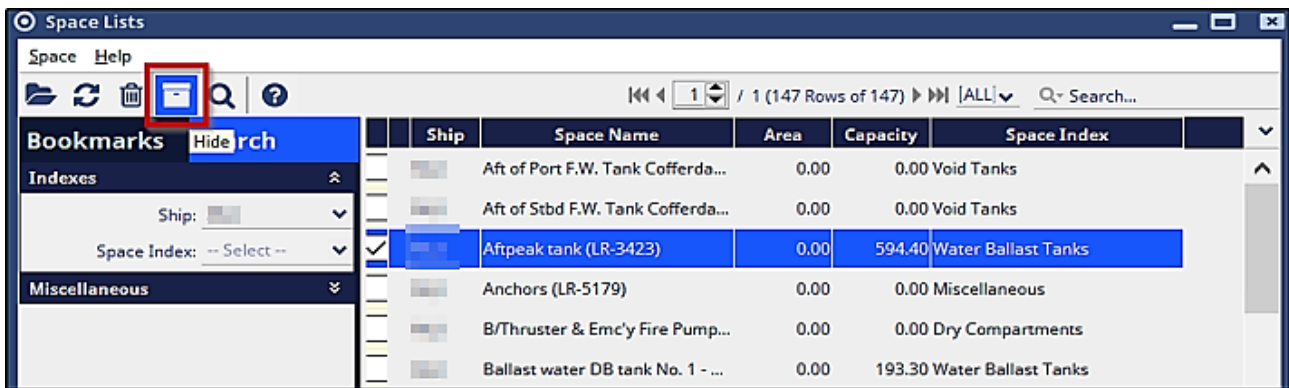 Space Lists
Space Help
1 / 1 (147 Rows of 147) [ALL] Search...
Bookmarks rch
Hide
Indexes
Ship:
Space Index: -- Select --
Miscellaneous
Ship Space Name Area Capacity Space Index
Aft of Port F.W. Tank Cofferda... 0.00 0.00 Void Tanks
Aft of Stbd F.W. Tank Cofferda... 0.00 0.00 Void Tanks
Aftpeak tank (LR-3423) 0.00 594.40 Water Ballast Tanks
Anchors (LR-5179) 0.00 0.00 Miscellaneous
B/Thruster & Emc'y Fire Pump... 0.00 0.00 Dry Compartments
Ballast water DB tank No. 1 - ... 0.00 193.30 Water Ballast Tanks